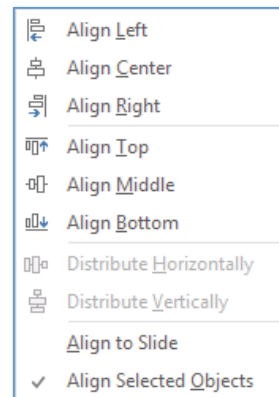 Align Left
Align Center
Align Right
Align Top
Align Middle
Align Bottom
Distribute Horizontally
Distribute Vertically
Align to Slide
Align Selected Objects